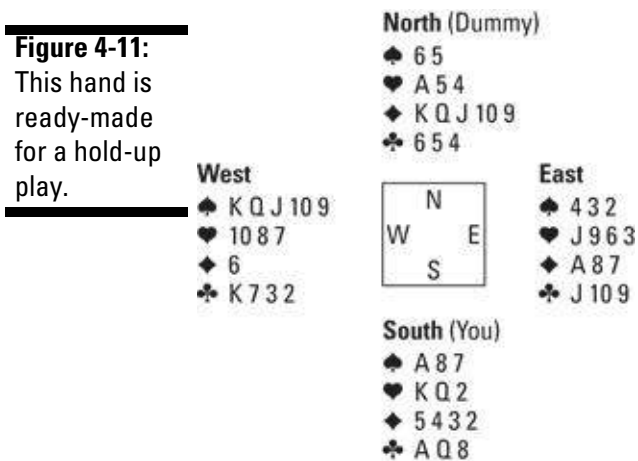 Figure 4-11:
This hand is
ready-made
for a hold-up
play.
North (Dummy)
♠ 6 5
♥ A 5 4
♦ K Q J 10 9
♣ 6 5 4
West
♠ K Q J 10 9
♥ 10 8 7
♦ 6
♣ K 7 3 2
N
W E
S
East
♠ 4 3 2
♥ J 9 6 3
♦ A 8 7
♣ J 10 9
South (You)
♠ A 8 7
♥ K Q 2
♦ 5 4 3 2
♣ A Q 8